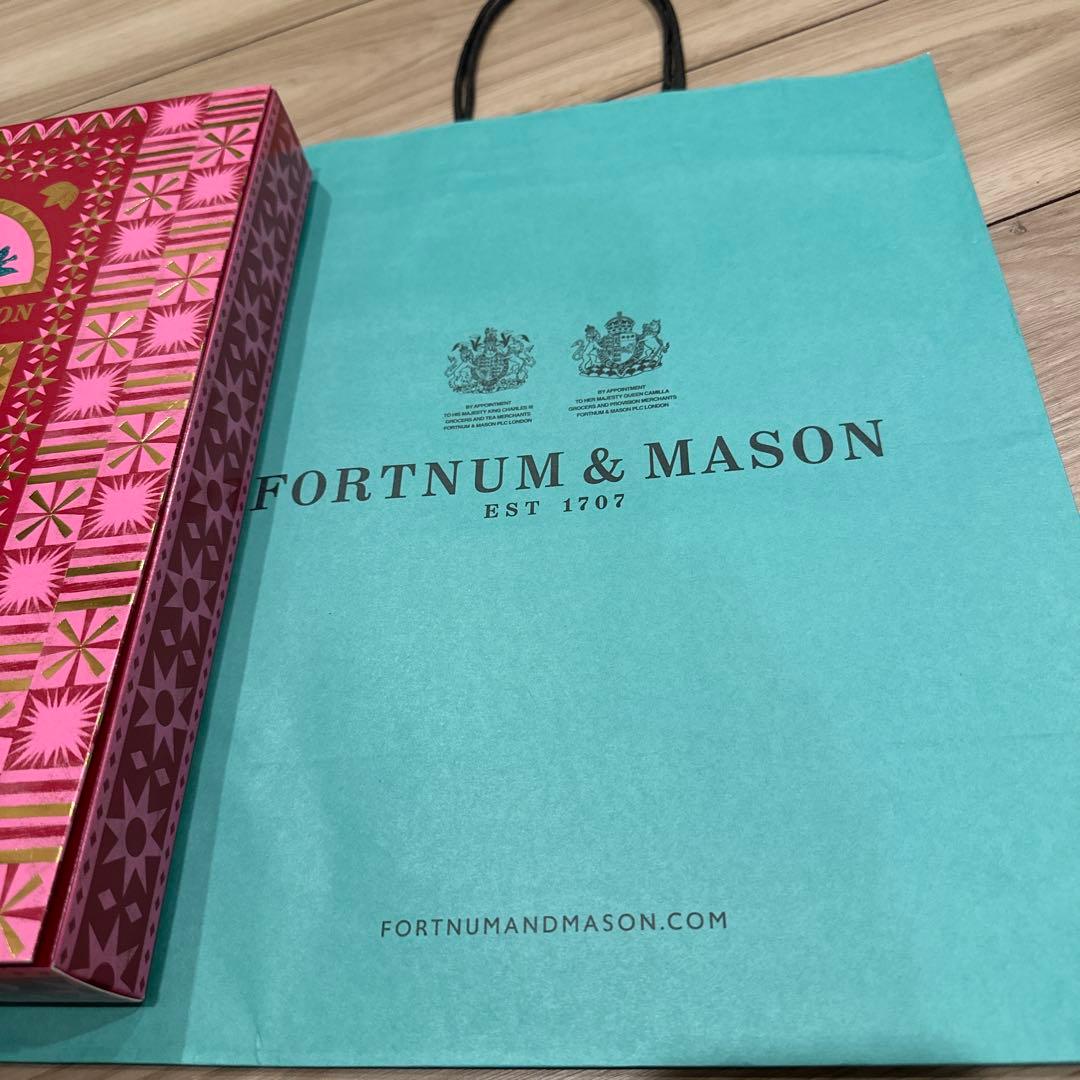 ON
BY APPOINTMENT
TO HIS MAJESTY KING CHARLES III
GROCERS AND TEA MERCHANTS
FORTNUM & MASON PLC LONDON
BY APPOINTMENT
TO HER MAJESTY QUEEN CAMILLA
GROCERS AND PROVISION MERCHANTS
FORTNUM & MASON PLC LONDON
FORTNUM & MASON
EST 1707
FORTNUMANDMASON.COM